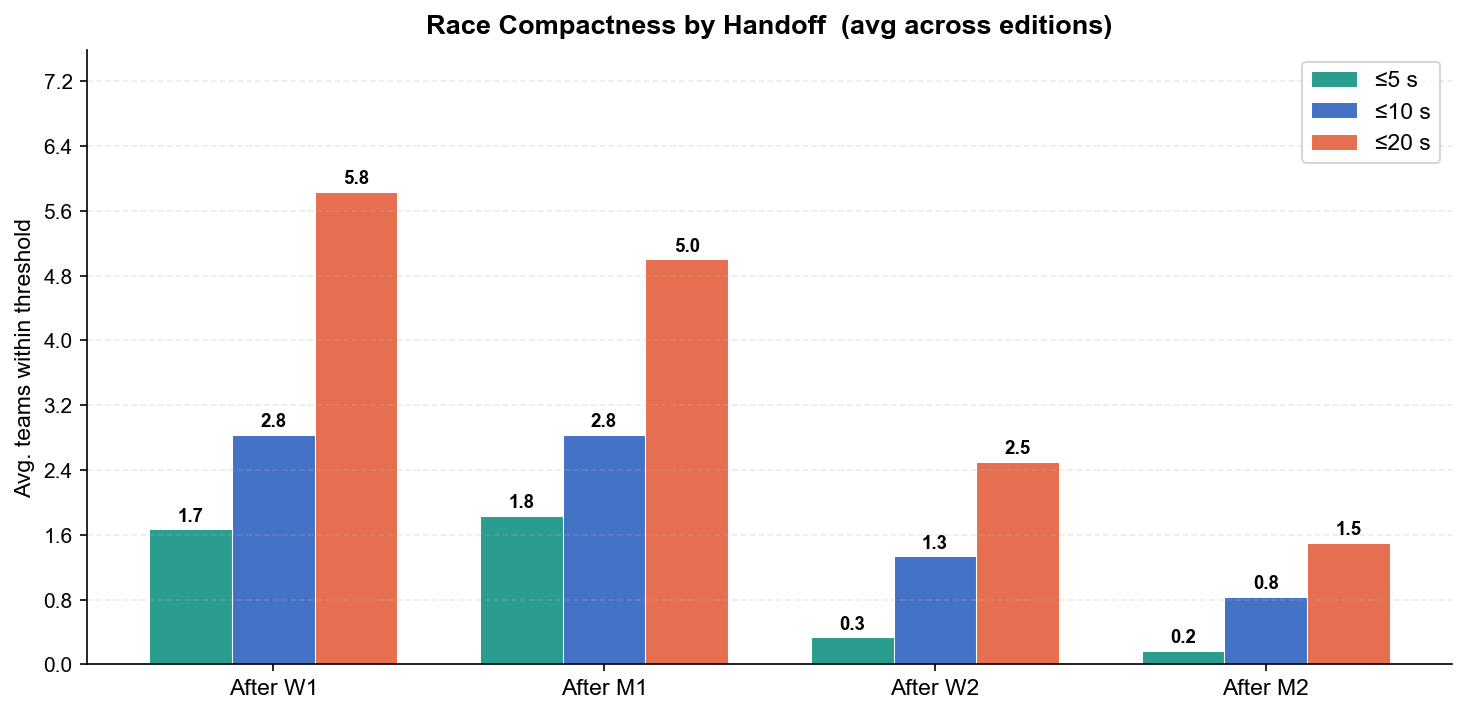 Race Compactness by Handoff  (avg across editions)
≤5 s
≤10 s
≤20 s
Avg. teams within threshold
7.2
6.4
5.6
4.8
4.0
3.2
2.4
1.6
0.8
0.0
1.7
2.8
5.8
1.8
2.8
5.0
0.3
1.3
2.5
0.2
0.8
1.5
After W1
After M1
After W2
After M2